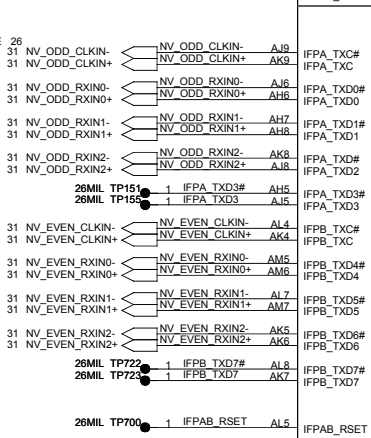 E 26
31 NV_ODD_CLKIN- NV_ODD_CLKIN- AJ9 IFPA_TXC#
31 NV_ODD_CLKIN+ NV_ODD_CLKIN+ AK9 IFPA_TXC
31 NV_ODD_RXIN0- NV_ODD_RXIN0- AJ6 IFPA_TXD0#
31 NV_ODD_RXIN0+ NV_ODD_RXIN0+ AH6 IFPA_TXD0
31 NV_ODD_RXIN1- NV_ODD_RXIN1- AH7 IFPA_TXD1#
31 NV_ODD_RXIN1+ NV_ODD_RXIN1+ AH8 IFPA_TXD1
31 NV_ODD_RXIN2- NV_ODD_RXIN2- AK8 IFPA_TXD#
31 NV_ODD_RXIN2+ NV_ODD_RXIN2+ AJ8 IFPA_TXD2
26MIL TP151 1 IFPA_TXD3# AH5 IFPA_TXD3#
26MIL TP155 1 IFPA_TXD3 AJ5 IFPA_TXD3
31 NV_EVEN_CLKIN- NV_EVEN_CLKIN- AL4 IFPB_TXC#
31 NV_EVEN_CLKIN+ NV_EVEN_CLKIN+ AK4 IFPB_TXC
31 NV_EVEN_RXIN0- NV_EVEN_RXIN0- AM5 IFPB_TXD4#
31 NV_EVEN_RXIN0+ NV_EVEN_RXIN0+ AM6 IFPB_TXD4
31 NV_EVEN_RXIN1- NV_EVEN_RXIN1- AL7 IFPB_TXD5#
31 NV_EVEN_RXIN1+ NV_EVEN_RXIN1+ AM7 IFPB_TXD5
31 NV_EVEN_RXIN2- NV_EVEN_RXIN2- AK5 IFPB_TXD6#
31 NV_EVEN_RXIN2+ NV_EVEN_RXIN2+ AK6 IFPB_TXD6
26MIL TP722 1 IFPB_TXD7# AL8 IFPB_TXD7#
26MIL TP723 1 IFPB_TXD7 AK7 IFPB_TXD7
26MIL TP700 1 IFPAB_RSET AL5 IFPAB_RSET